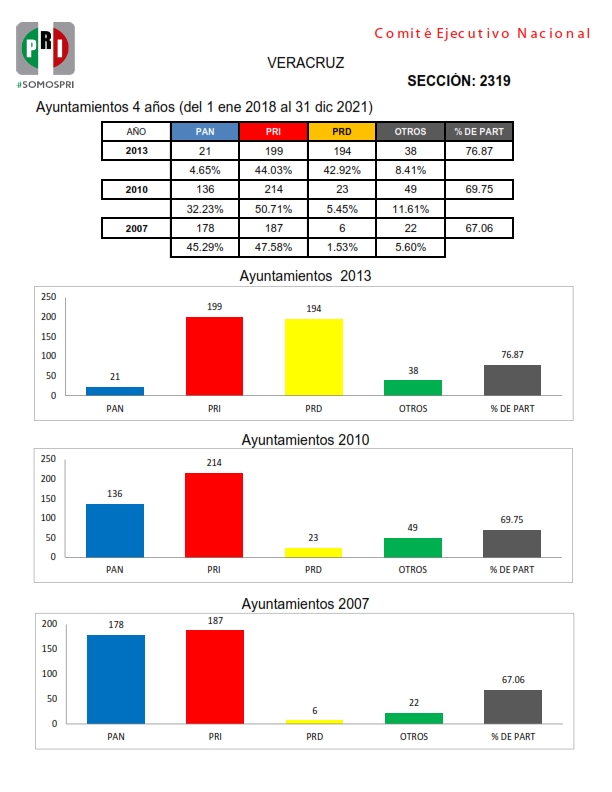 Comité Ejecutivo Nacional
PRI
#SOMOSPRI
VERACRUZ
SECCIÓN: 2319
Ayuntamientos 4 años (del 1 ene 2018 al 31 dic 2021)
AÑO PAN PRI PRD OTROS % DE PART
2013 21 199 194 38 76.87
4.65% 44.03% 42.92% 8.41%
2010 136 214 23 49 69.75
32.23% 50.71% 5.45% 11.61%
2007 178 187 6 22 67.06
45.29% 47.58% 1.53% 5.60%
Ayuntamientos 2013
250
200
150
100
50
0
21 199 194 38 76.87
PAN PRI PRD OTROS % DE PART
Ayuntamientos 2010
250
200
150
100
50
0
136 214 23 49 69.75
PAN PRI PRD OTROS % DE PART
Ayuntamientos 2007
200
150
100
50
0
178 187 6 22 67.06
PAN PRI PRD OTROS % DE PART